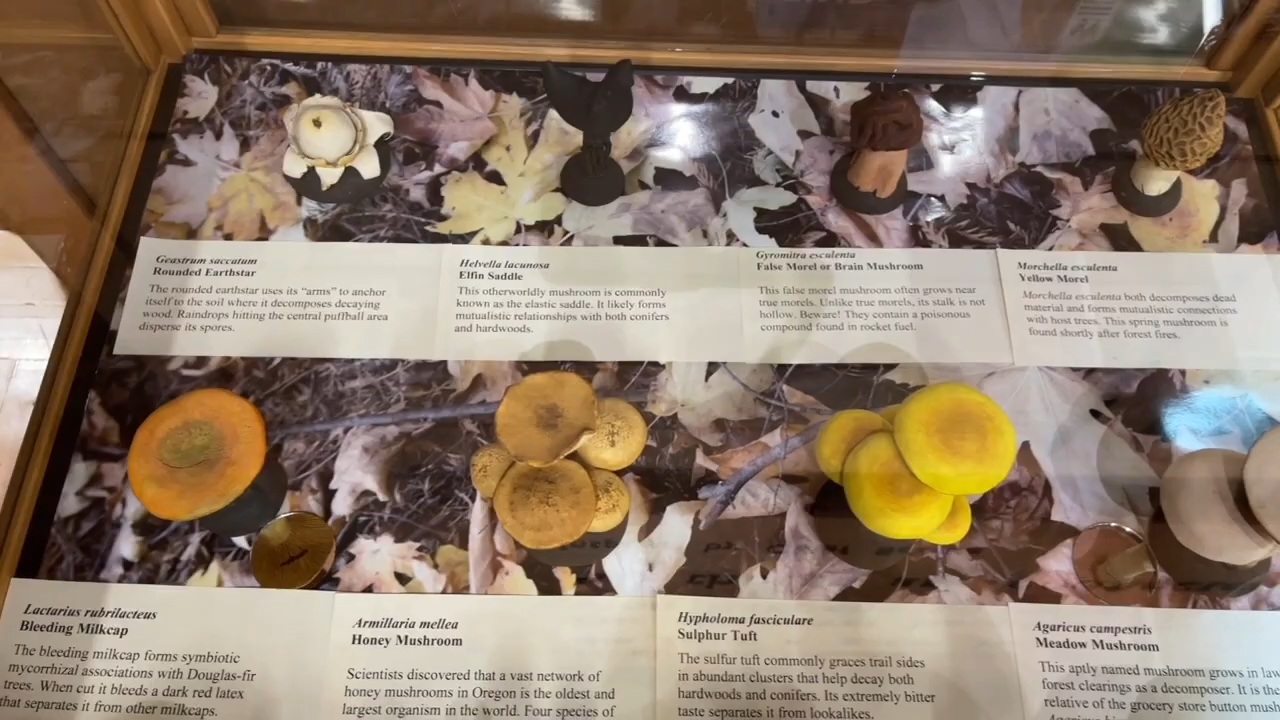 Geastrum saccatum
Rounded Earthstar
The rounded earthstar uses its “arms” to anchor
itself to the soil where it decomposes decaying
wood. Raindrops hitting the central puffball area
disperse its spores.
Helvella lacunosa
Elfin Saddle
This otherworldly mushroom is commonly
known as the elastic saddle. It likely forms
mutualistic relationships with both conifers
and hardwoods.
Gyromitra esculenta
False Morel or Brain Mushroom
This false morel mushroom often grows near
true morels. Unlike true morels, its stalk is not
hollow. Beware! They contain a poisonous
compound found in rocket fuel.
Morchella esculenta
Yellow Morel
Morchella esculenta both decomposes dead
material and forms mutualistic connections
with host trees. This spring mushroom is
found shortly after forest fires.
Lactarius rubrilacteus
Bleeding Milkcap
The bleeding milkcap forms symbiotic
mycorrhizal associations with Douglas-fir
trees. When cut it bleeds a dark red latex
that separates it from other milkcaps.
Armillaria mellea
Honey Mushroom
Scientists discovered that a vast network of
honey mushrooms in Oregon is the oldest and
largest organism in the world. Four species of
Hypholoma fasciculare
Sulphur Tuft
The sulfur tuft commonly graces trail sides
in abundant clusters that help decay both
hardwoods and conifers. Its extremely bitter
taste separates it from lookalikes.
Agaricus campestris
Meadow Mushroom
This aptly named mushroom grows in law
forest clearings as a decomposer. It is the
relative of the grocery store button mush